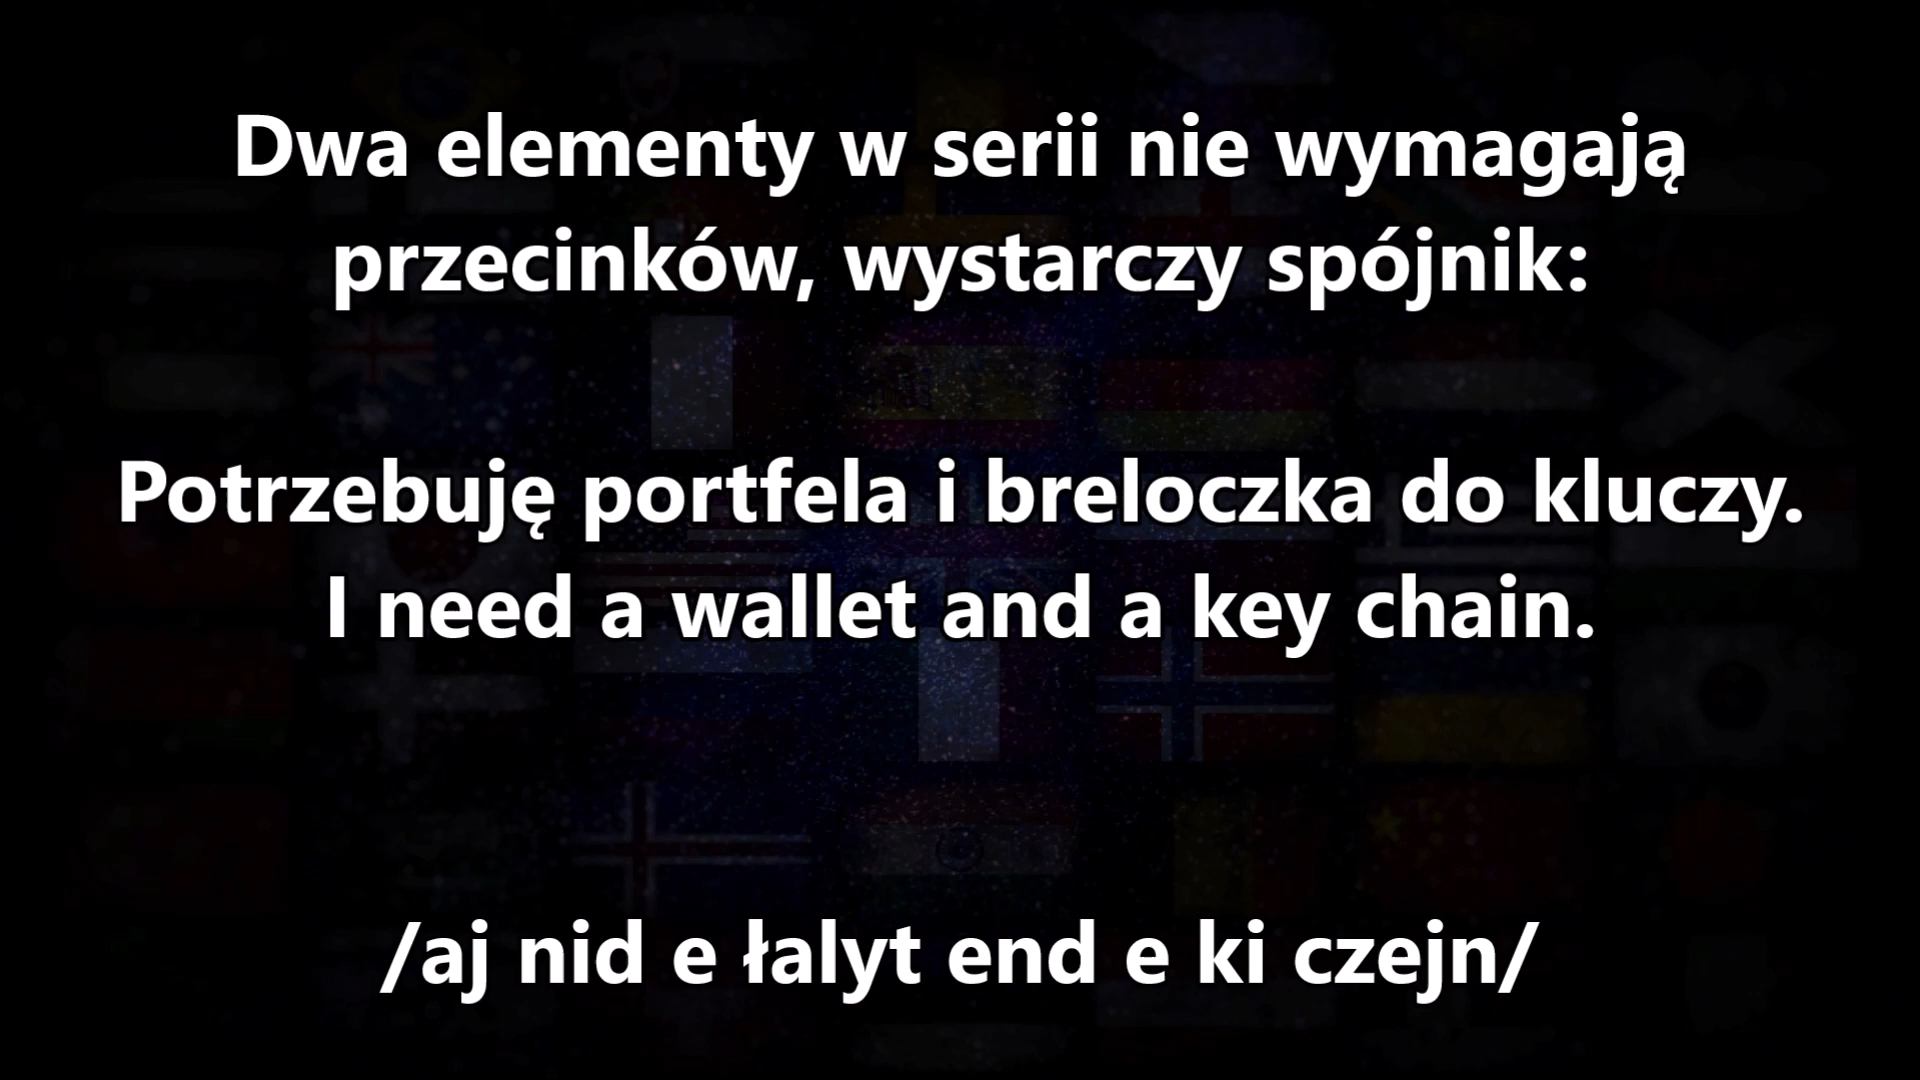 Dwa elementy w serii nie wymagają
przecinków, wystarczy spójnik:
Potrzebuję portfela i breloczka do kluczy.
I need a wallet and a key chain.
/aj nid e łalyt end e ki czejn/